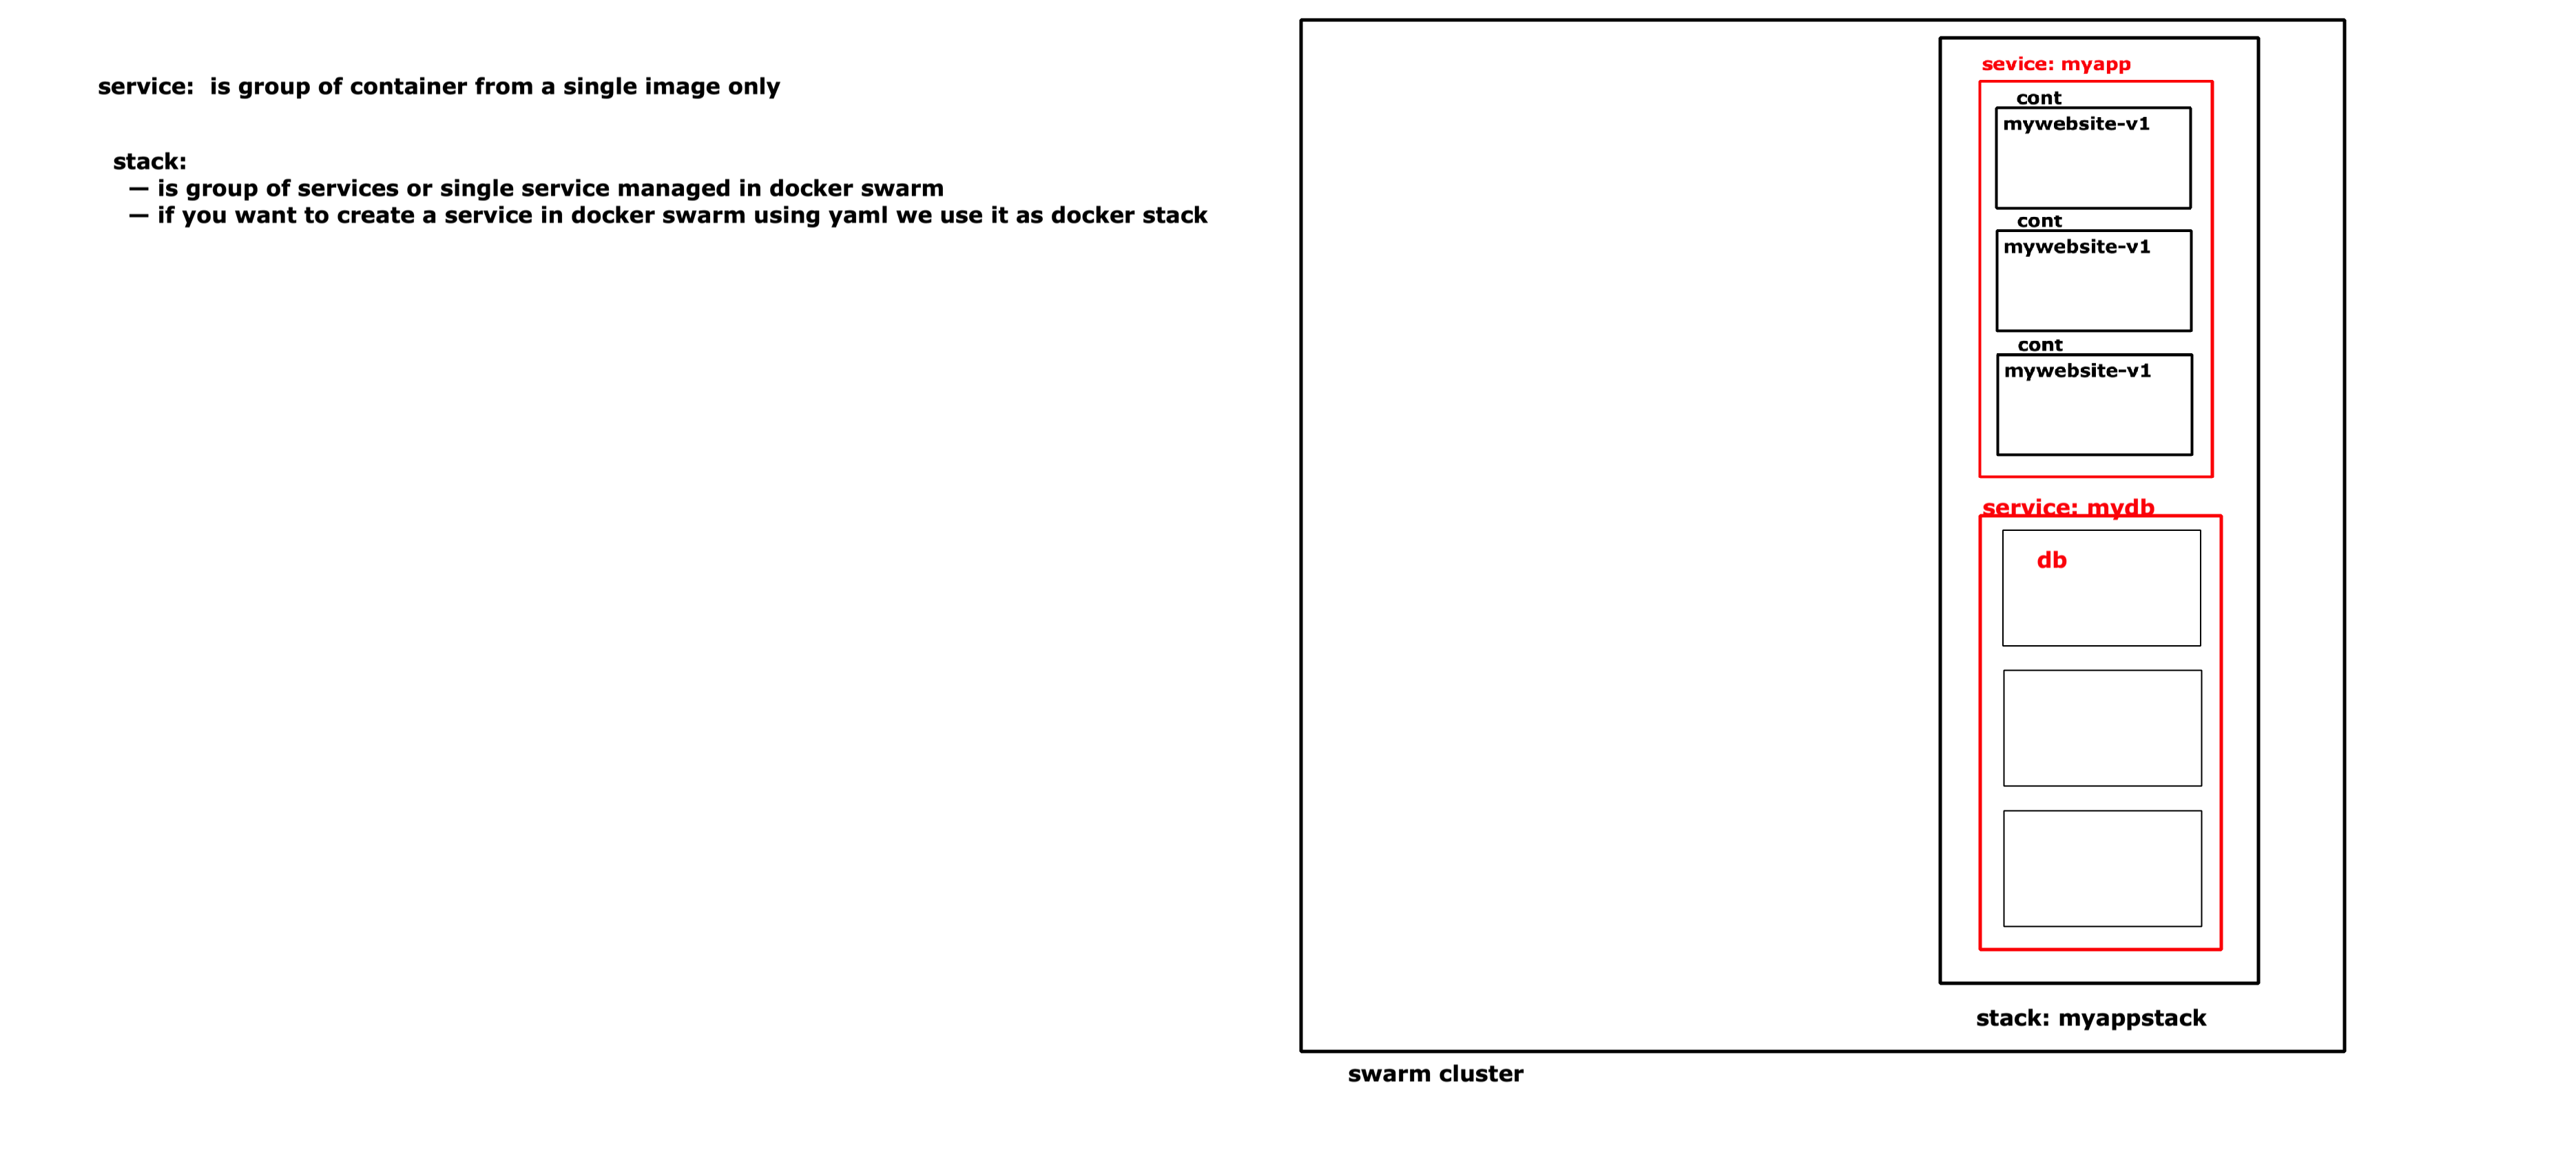 service:  is group of container from a single image only
stack:
— is group of services or single service managed in docker swarm
— if you want to create a service in docker swarm using yaml we use it as docker stack
sevice: myapp
cont
mywebsite-v1
cont
mywebsite-v1
cont
mywebsite-v1
service: mydb
db
stack: myappstack
swarm cluster